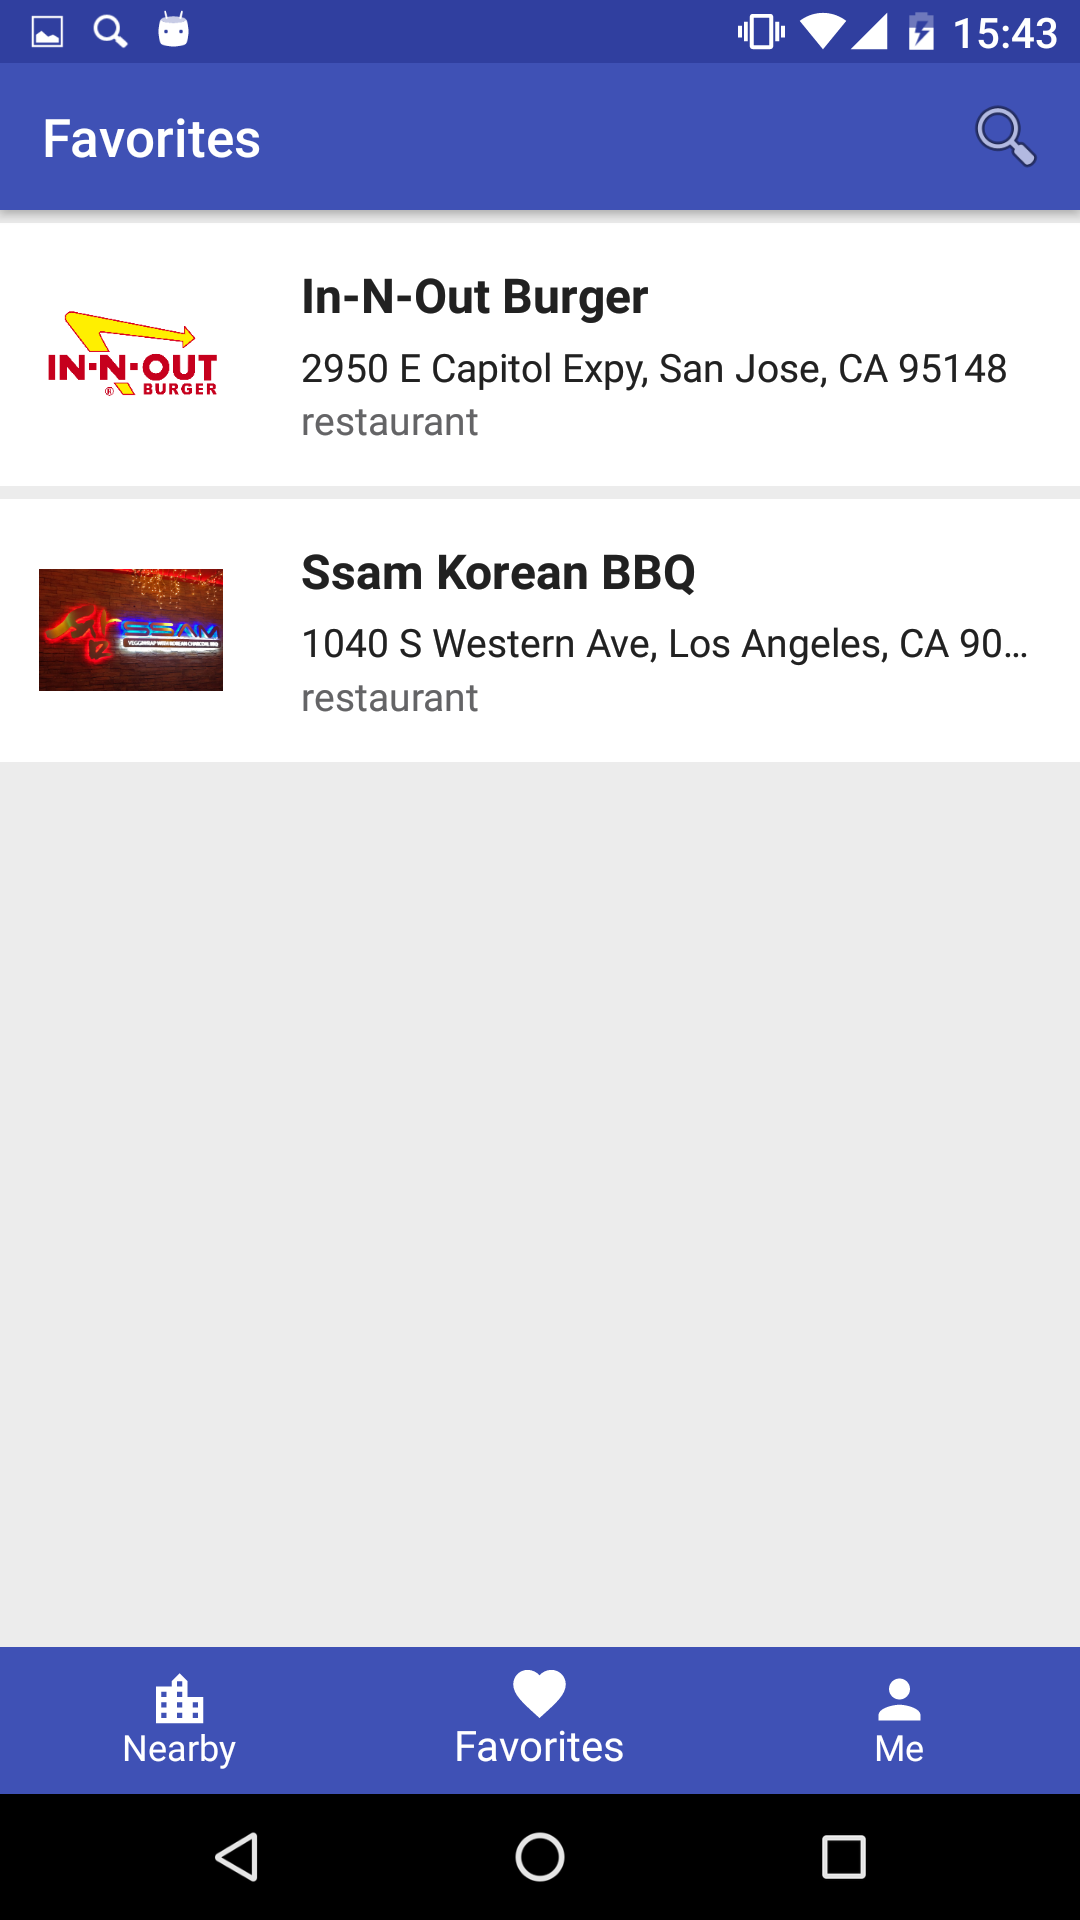 15:43
Favorites
In-N-Out Burger
2950 E Capitol Expy, San Jose, CA 95148
restaurant
IN-N-OUT
® BURGER
Ssam Korean BBQ
1040 S Western Ave, Los Angeles, CA 90…
restaurant
SSAM
Nearby
Favorites
Me